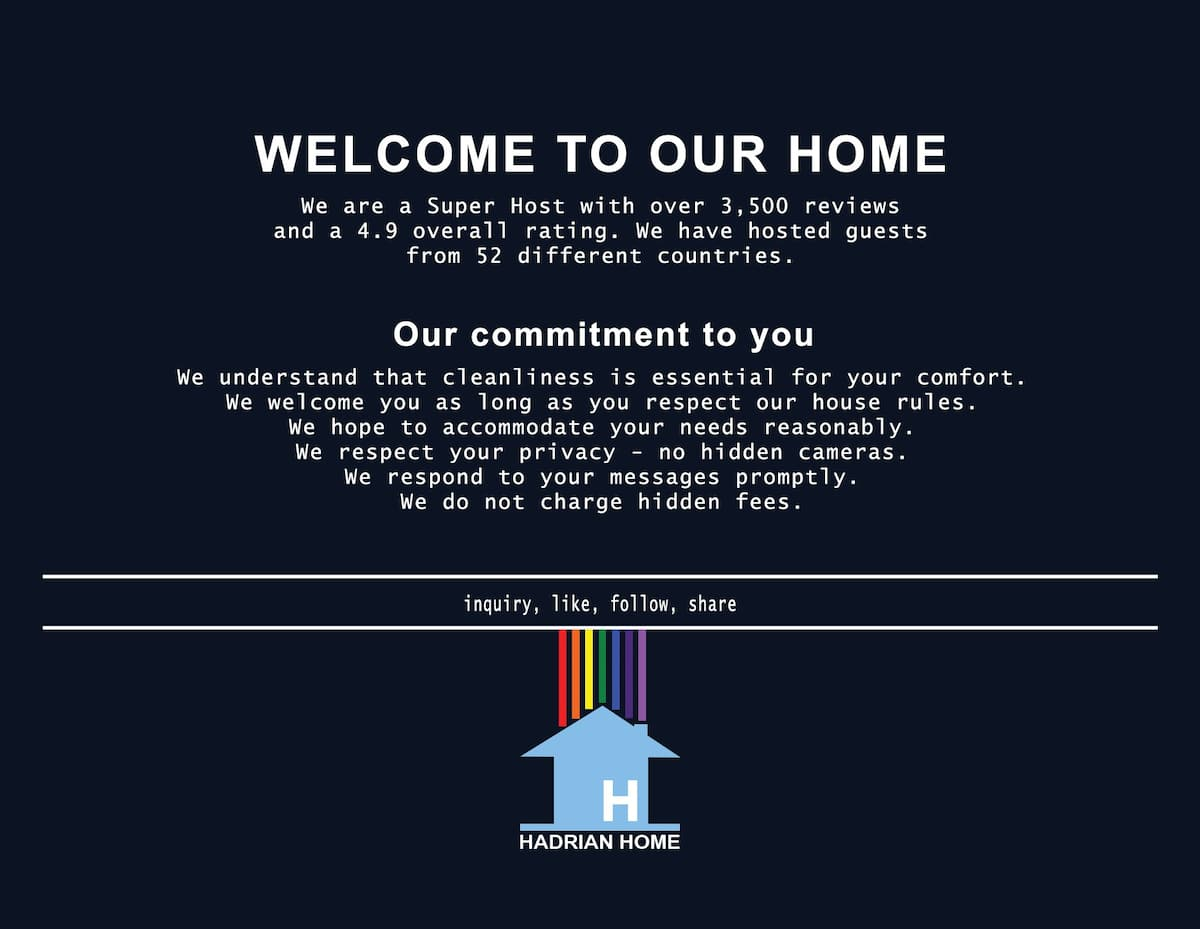 WELCOME TO OUR HOME
We are a Super Host with over 3,500 reviews
and a 4.9 overall rating. We have hosted guests
from 52 different countries.
Our commitment to you
We understand that cleanliness is essential for your comfort.
We welcome you as long as you respect our house rules.
We hope to accommodate your needs reasonably.
We respect your privacy - no hidden cameras.
We respond to your messages promptly.
We do not charge hidden fees.
inquiry, like, follow, share
H
HADRIAN HOME